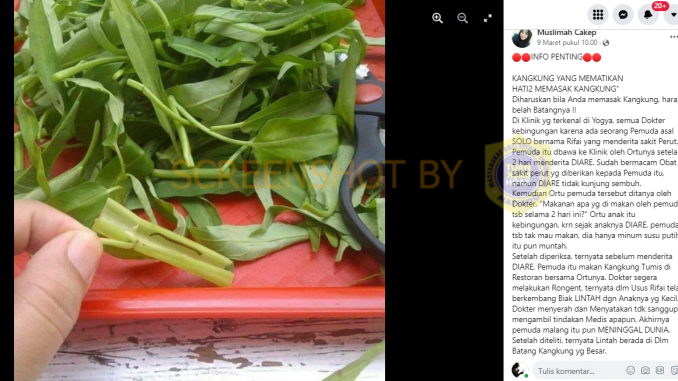 20+
Muslimah Cakep
9 Maret pukul 10.00
🔴🔴INFO PENTING🔴🔴
KANGKUNG YANG MEMATIKAN
HATI2 MEMASAK KANGKUNG"
Diharuskan bila Anda memasak Kangkung, hara
belah Batangnya !!
Di Klinik yg terkenal di Yogya, semua Dokter
kebingungan karena ada seorang Pemuda asal
SOLO bernama Rifai yang menderita sakit Perut.
Pemuda itu dbawa ke Klinik oleh Ortunya setela
2 hari menderita DIARE. Sudah bermacam Obat
sakit perut yg diberikan kepada Pemuda itu.
namun DIARE tidak kunjung sembuh.
Kemudian Ortu pemuda tersebut ditanya oleh
Dokter. "Makanan apa yg di makan oleh pemud
tsb selama 2 hari ini?" Ortu anak itu
kebingungan, krn sejak anaknya DIARE, pemuda
tsb tak mau makan, dia hanya minum susu putih
itu pun muntah.
Setelah diperiksa, ternyata sebelum menderita
DIARE, Pemuda itu makan Kangkung Tumis di
Restoran bersama Ortunya. Dokter segera
melakukan Rongent, ternyata dlm Usus Rifai tela
berkembang Biak LINTAH dgn Anaknya yg Kecil.
Dokter menyerah dan Menyatakan tdk sanggup
mengambil tindakan Medis apapun. Akhirnya
pemuda malang itu pun MENINGGAL DUNIA.
Setelah diteliti, ternyata Lintah berada di Dlm
Batang Kangkung yg Besar.
Tulis komentar...
SCREENSHOT BY